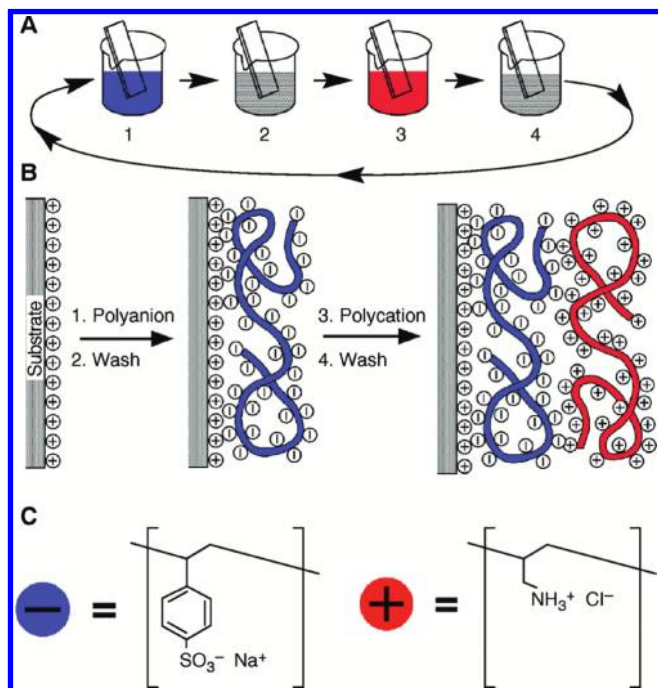 A
1 2 3 4
B
Substrate
1. Polyanion
2. Wash
3. Polycation
4. Wash
C
− =
SO₃⁻ Na⁺
+ =
NH₃⁺ Cl⁻